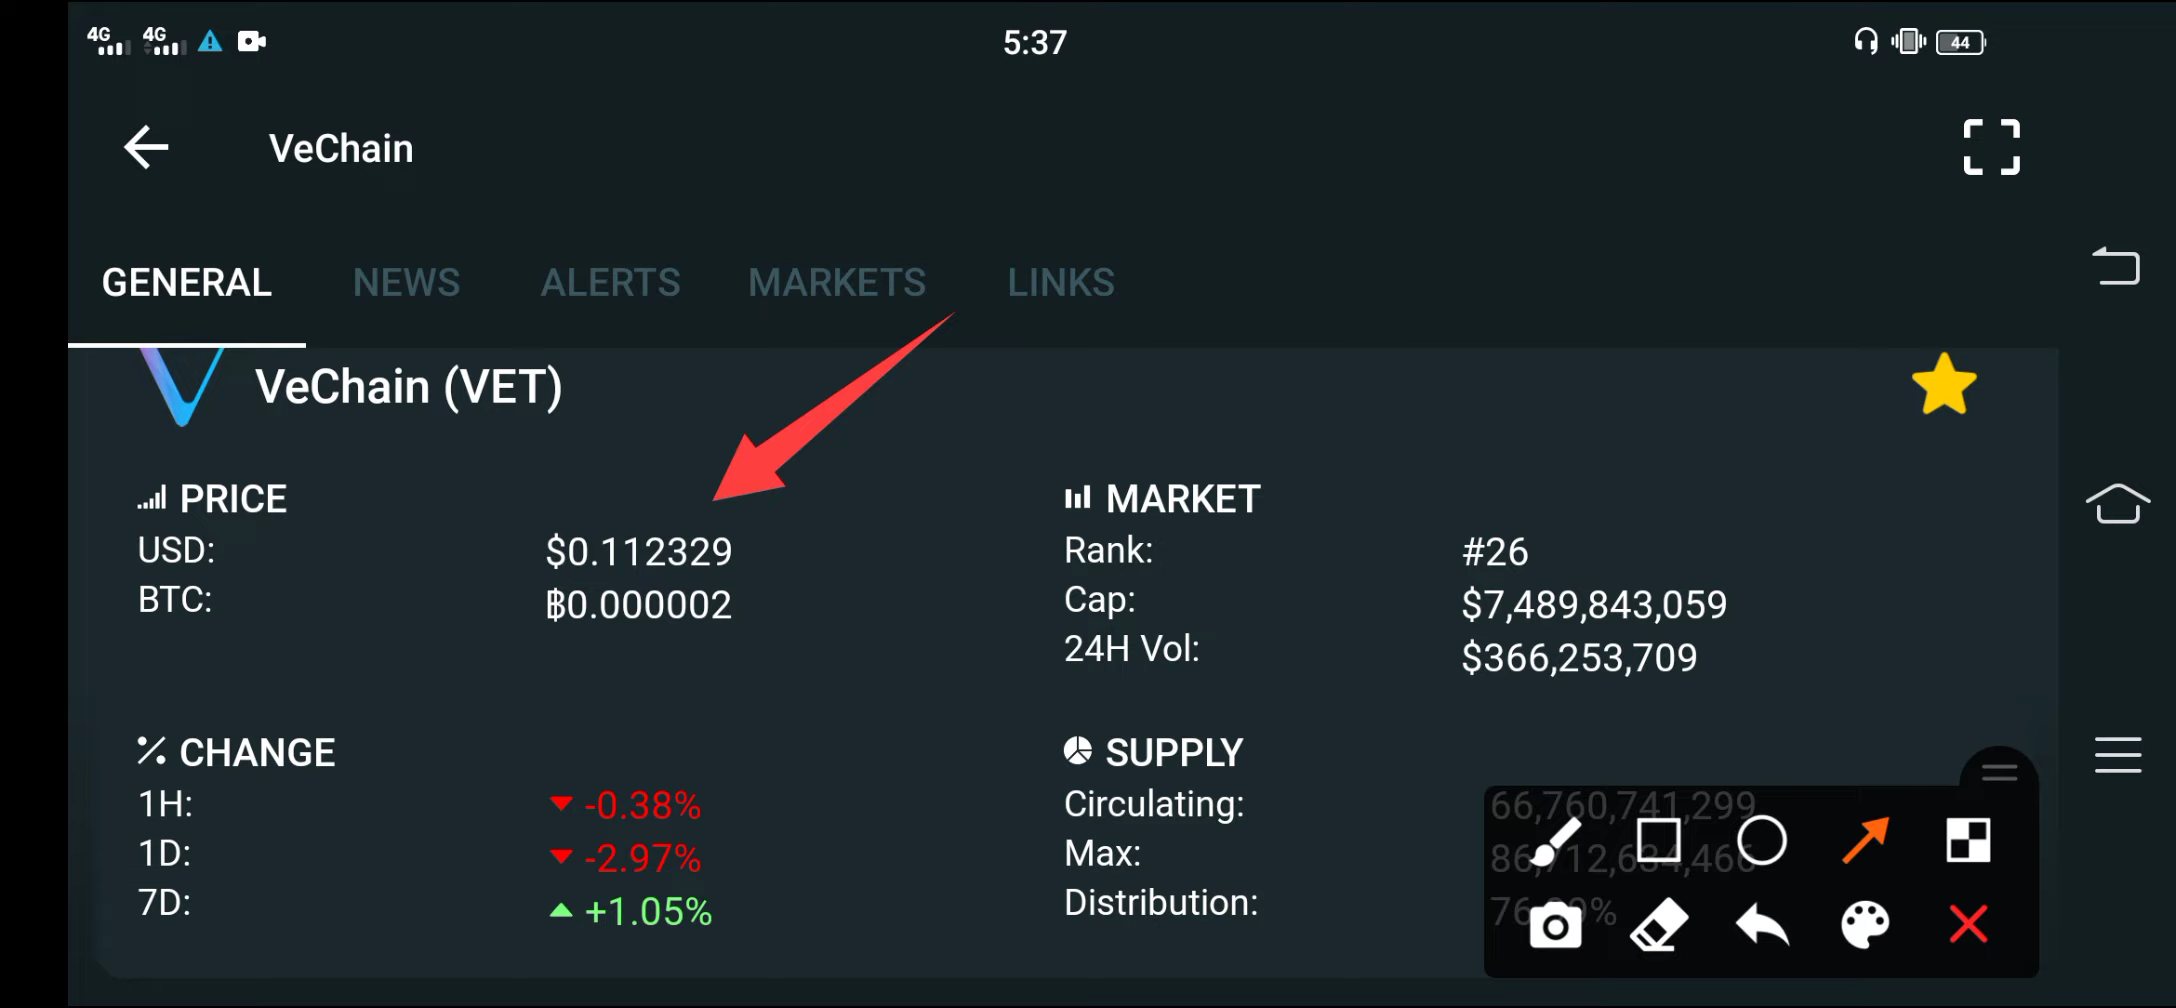 4G 4G 5:37 44
VeChain
GENERAL NEWS ALERTS MARKETS LINKS
VeChain (VET)
PRICE
USD: $0.112329
BTC: ฿0.000002
MARKET
Rank: #26
Cap: $7,489,843,059
24H Vol: $366,253,709
CHANGE
1H: -0.38%
1D: -2.97%
7D: +1.05%
SUPPLY
Circulating: 66,760,741,299
Max:
Distribution: